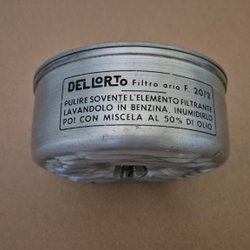 DELLORTO Filtro aria F. 20/2
PULIRE SOVENTE L'ELEMENTO FILTRANTE
LAVANDOLO IN BENZINA, INUMIDIRLO
POI CON MISCELA AL 50% DI OLIO